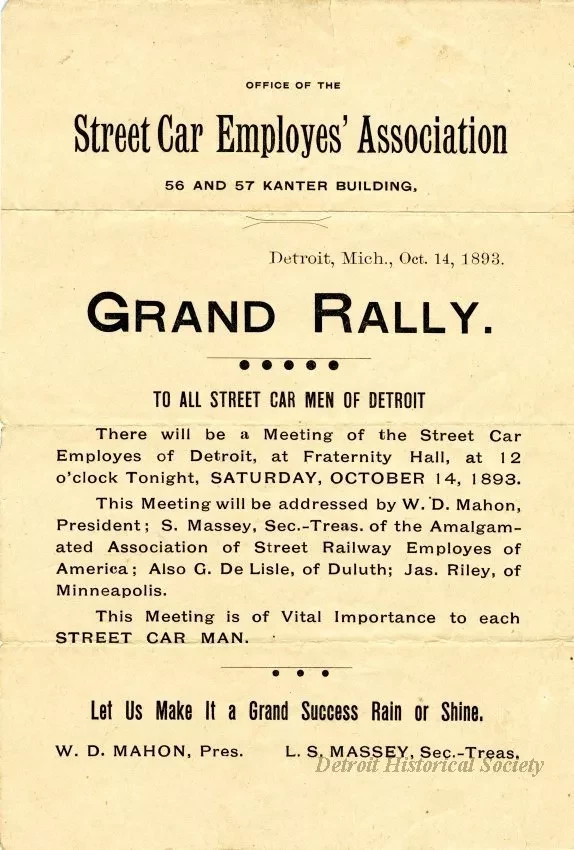 OFFICE OF THE
Street Car Employes' Association
56 AND 57 KANTER BUILDING,
Detroit, Mich., Oct. 14, 1893.
GRAND RALLY.
TO ALL STREET CAR MEN OF DETROIT
There will be a Meeting of the Street Car
Employes of Detroit, at Fraternity Hall, at 12
o'clock Tonight, SATURDAY, OCTOBER 14, 1893.
This Meeting will be addressed by W. D. Mahon,
President; S. Massey, Sec.-Treas. of the Amalgam-
ated Association of Street Railway Employes of
America; Also G. De Lisle, of Duluth; Jas. Riley, of
Minneapolis.
This Meeting is of Vital Importance to each
STREET CAR MAN.
Let Us Make It a Grand Success Rain or Shine.
W. D. MAHON, Pres. L. S, MASSEY, Sec.-Treas,
Detroit Historical Society